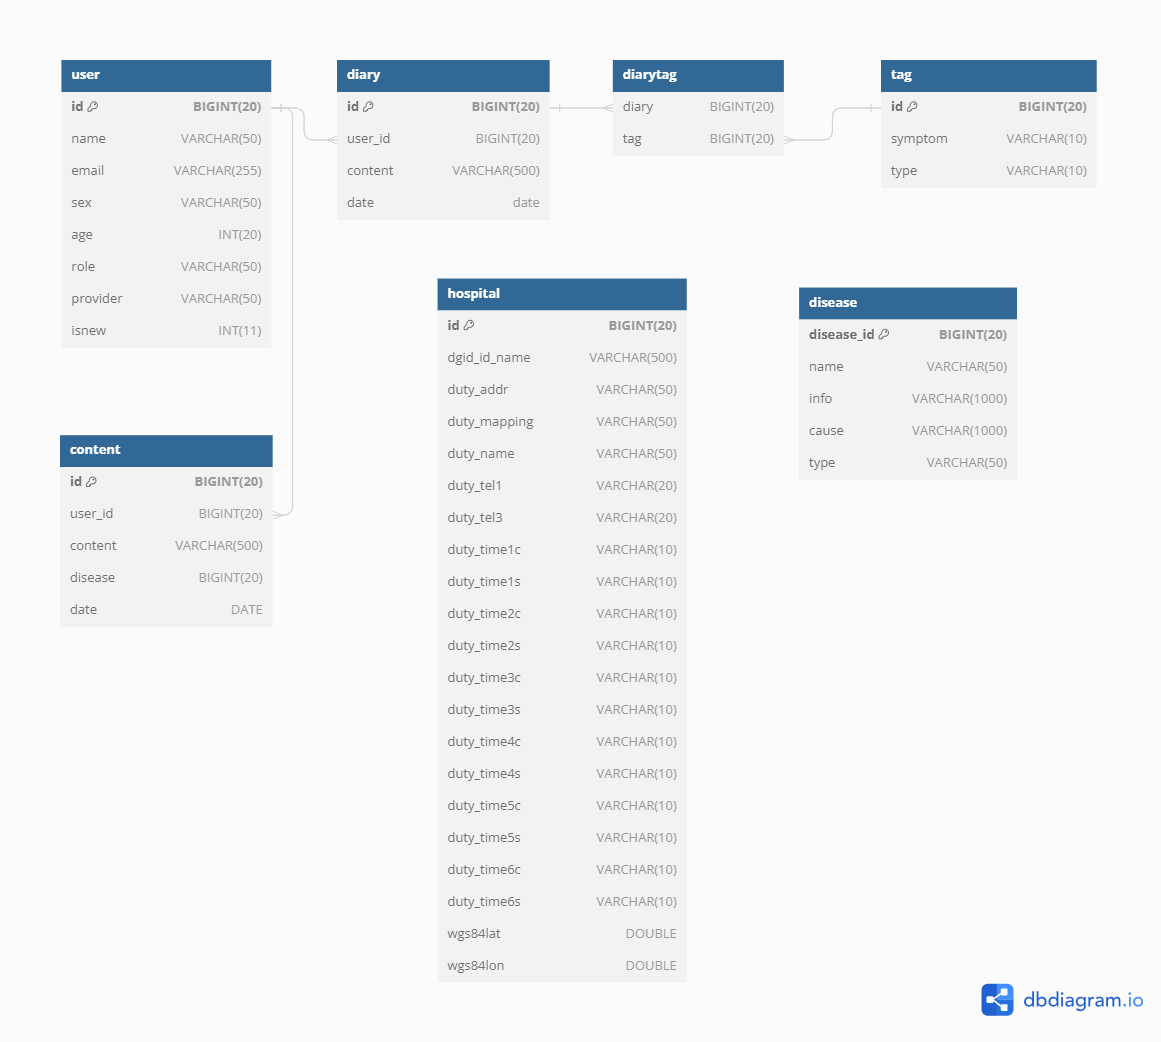 user
id BIGINT(20)
name VARCHAR(50)
email VARCHAR(255)
sex VARCHAR(50)
age INT(20)
role VARCHAR(50)
provider VARCHAR(50)
isnew INT(11)
diary
id BIGINT(20)
user_id BIGINT(20)
content VARCHAR(500)
date date
diarytag
diary BIGINT(20)
tag BIGINT(20)
tag
id BIGINT(20)
symptom VARCHAR(10)
type VARCHAR(10)
hospital
id BIGINT(20)
dgid_id_name VARCHAR(500)
duty_addr VARCHAR(50)
duty_mapping VARCHAR(50)
duty_name VARCHAR(50)
duty_tel1 VARCHAR(20)
duty_tel3 VARCHAR(20)
duty_time1c VARCHAR(10)
duty_time1s VARCHAR(10)
duty_time2c VARCHAR(10)
duty_time2s VARCHAR(10)
duty_time3c VARCHAR(10)
duty_time3s VARCHAR(10)
duty_time4c VARCHAR(10)
duty_time4s VARCHAR(10)
duty_time5c VARCHAR(10)
duty_time5s VARCHAR(10)
duty_time6c VARCHAR(10)
duty_time6s VARCHAR(10)
wgs84lat DOUBLE
wgs84lon DOUBLE
disease
disease_id BIGINT(20)
name VARCHAR(50)
info VARCHAR(1000)
cause VARCHAR(1000)
type VARCHAR(50)
content
id BIGINT(20)
user_id BIGINT(20)
content VARCHAR(500)
disease BIGINT(20)
date DATE
dbdiagram.io